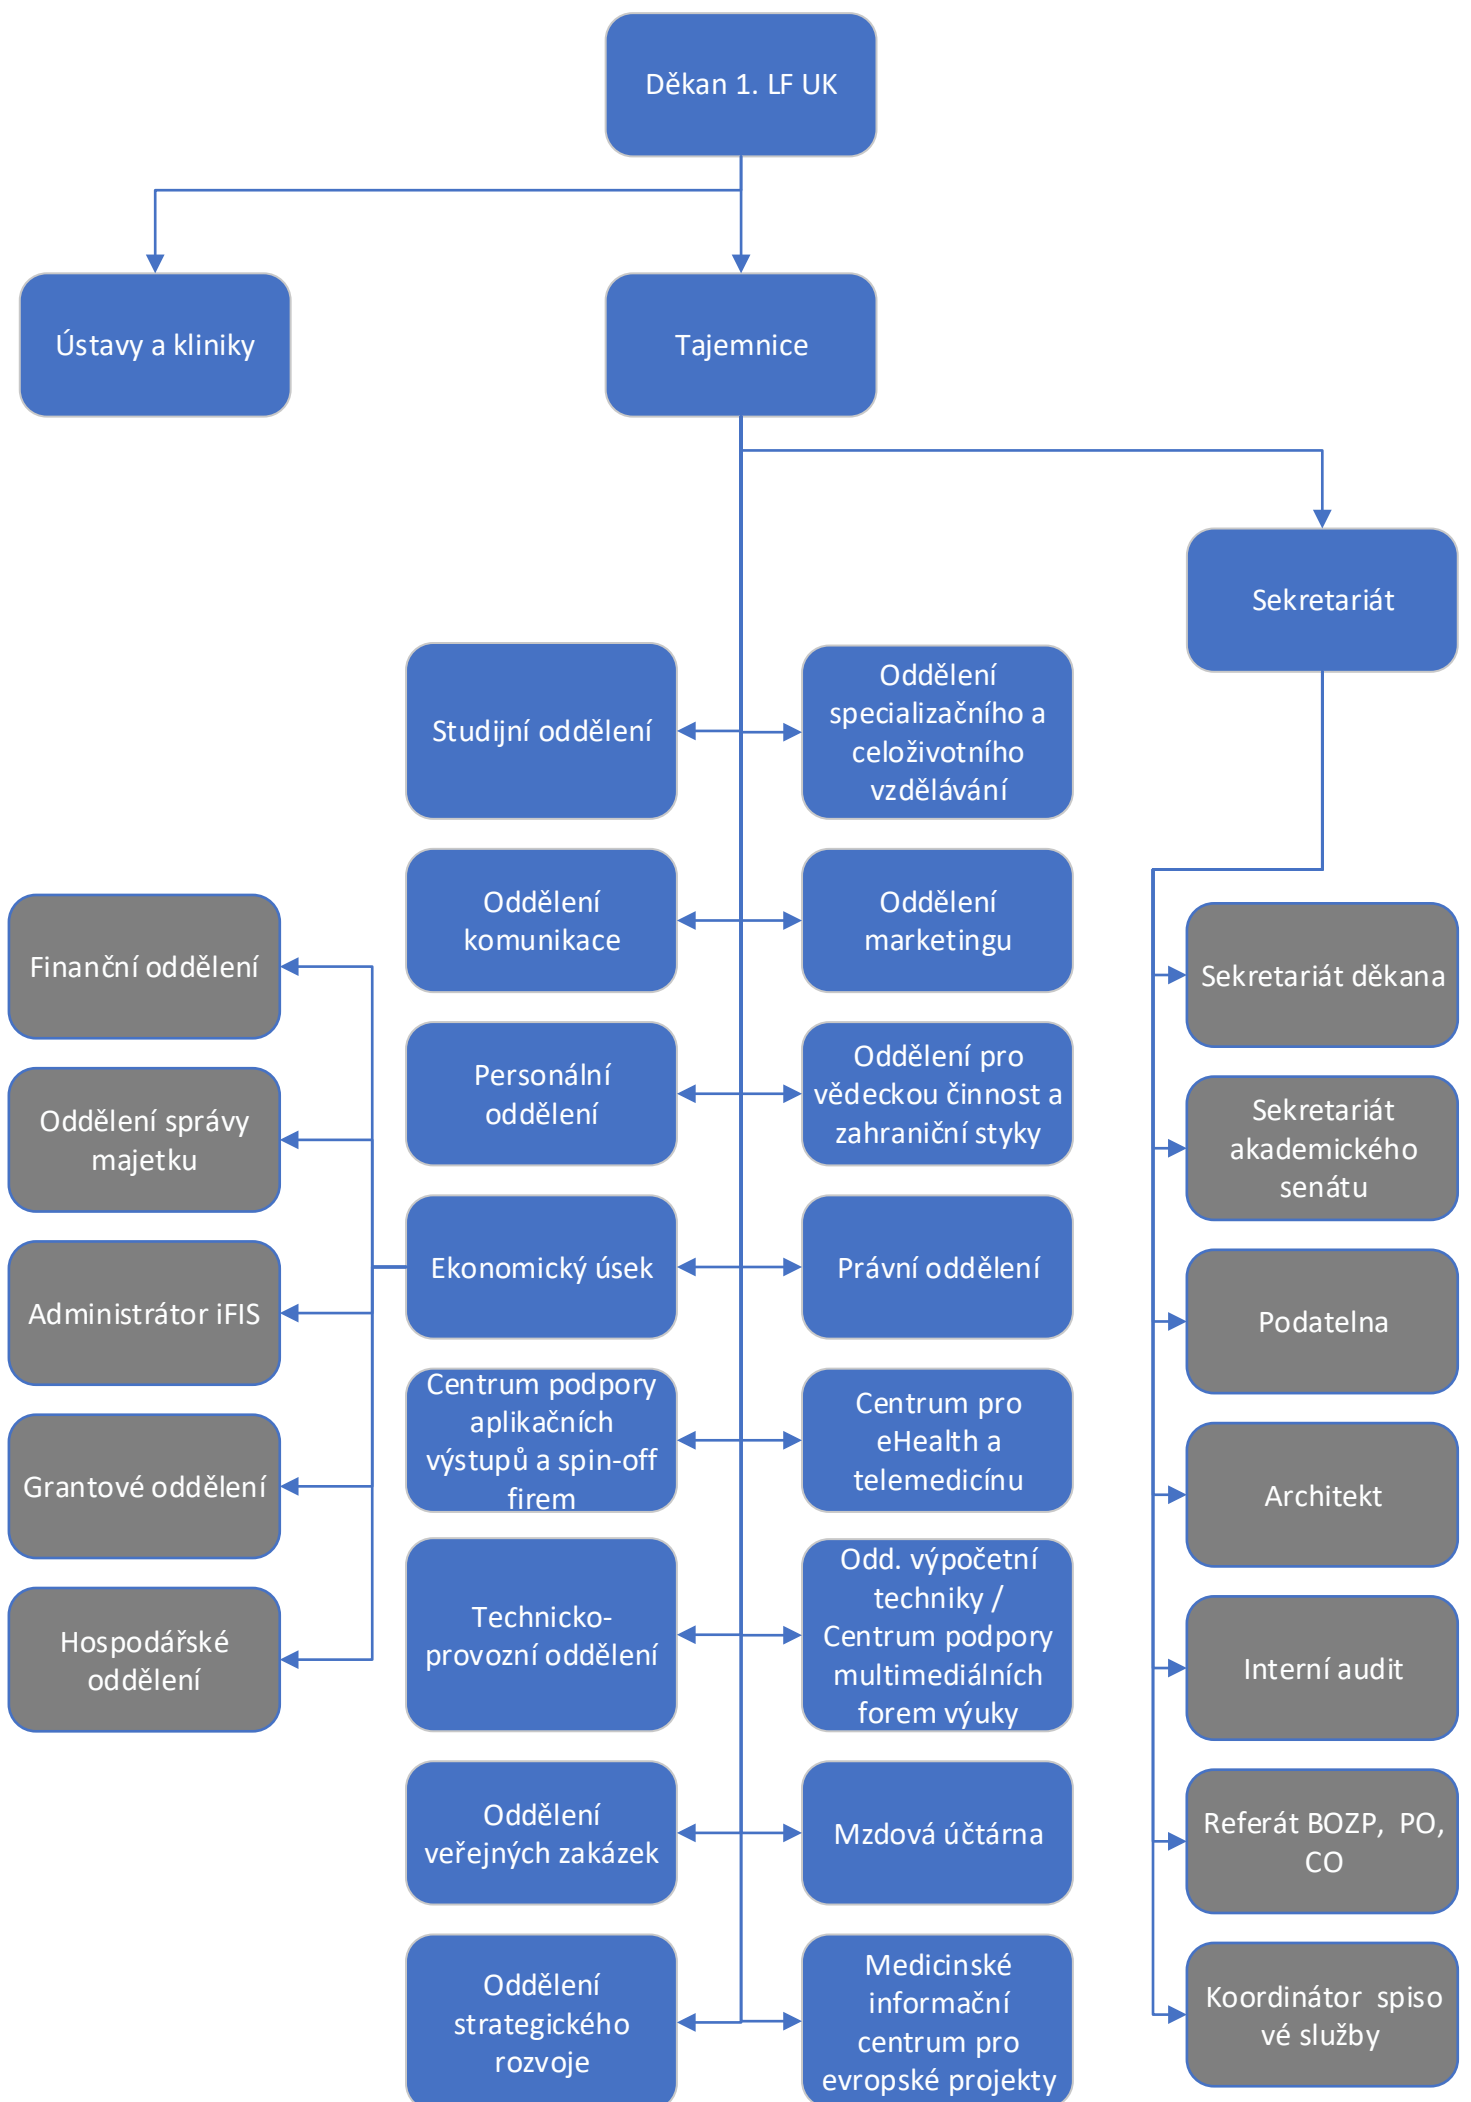 Děkan 1. LF UK
Ústavy a kliniky
Tajemnice
Sekretariát
Studijní oddělení
Oddělení
specializačního a
celoživotního
vzdělávání
Oddělení
komunikace
Oddělení
marketingu
Personální
oddělení
Oddělení pro
vědeckou činnost a
zahraniční styky
Ekonomický úsek
Právní oddělení
Centrum podpory
aplikačních
výstupů a spin-off
firem
Centrum pro
eHealth a
telemedicínu
Technicko-
provozní oddělení
Odd. výpočetní
techniky /
Centrum podpory
multimediálních
forem výuky
Oddělení
veřejných zakázek
Mzdová účtárna
Oddělení
strategického
rozvoje
Medicinské
informační
centrum pro
evropské projekty
Finanční oddělení
Oddělení správy
majetku
Administrátor iFIS
Grantové oddělení
Hospodářské
oddělení
Sekretariát děkana
Sekretariát
akademického
senátu
Podatelna
Architekt
Interní audit
Referát BOZP,  PO,
CO
Koordinátor  spiso
vé služby